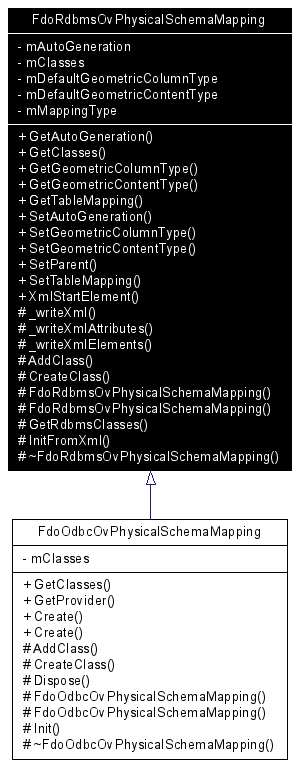 FdoRdbmsOvPhysicalSchemaMapping
- mAutoGeneration
- mClasses
- mDefaultGeometricColumnType
- mDefaultGeometricContentType
- mMappingType
+ GetAutoGeneration()
+ GetClasses()
+ GetGeometricColumnType()
+ GetGeometricContentType()
+ GetTableMapping()
+ SetAutoGeneration()
+ SetGeometricColumnType()
+ SetGeometricContentType()
+ SetParent()
+ SetTableMapping()
+ XmlStartElement()
# _writeXml()
# _writeXmlAttributes()
# _writeXmlElements()
# AddClass()
# CreateClass()
# FdoRdbmsOvPhysicalSchemaMapping()
# FdoRdbmsOvPhysicalSchemaMapping()
# GetRdbmsClasses()
# InitFromXml()
# ~FdoRdbmsOvPhysicalSchemaMapping()
FdoOdbcOvPhysicalSchemaMapping
- mClasses
+ GetClasses()
+ GetProvider()
+ Create()
+ Create()
# AddClass()
# CreateClass()
# Dispose()
# FdoOdbcOvPhysicalSchemaMapping()
# FdoOdbcOvPhysicalSchemaMapping()
# Init()
# ~FdoOdbcOvPhysicalSchemaMapping()